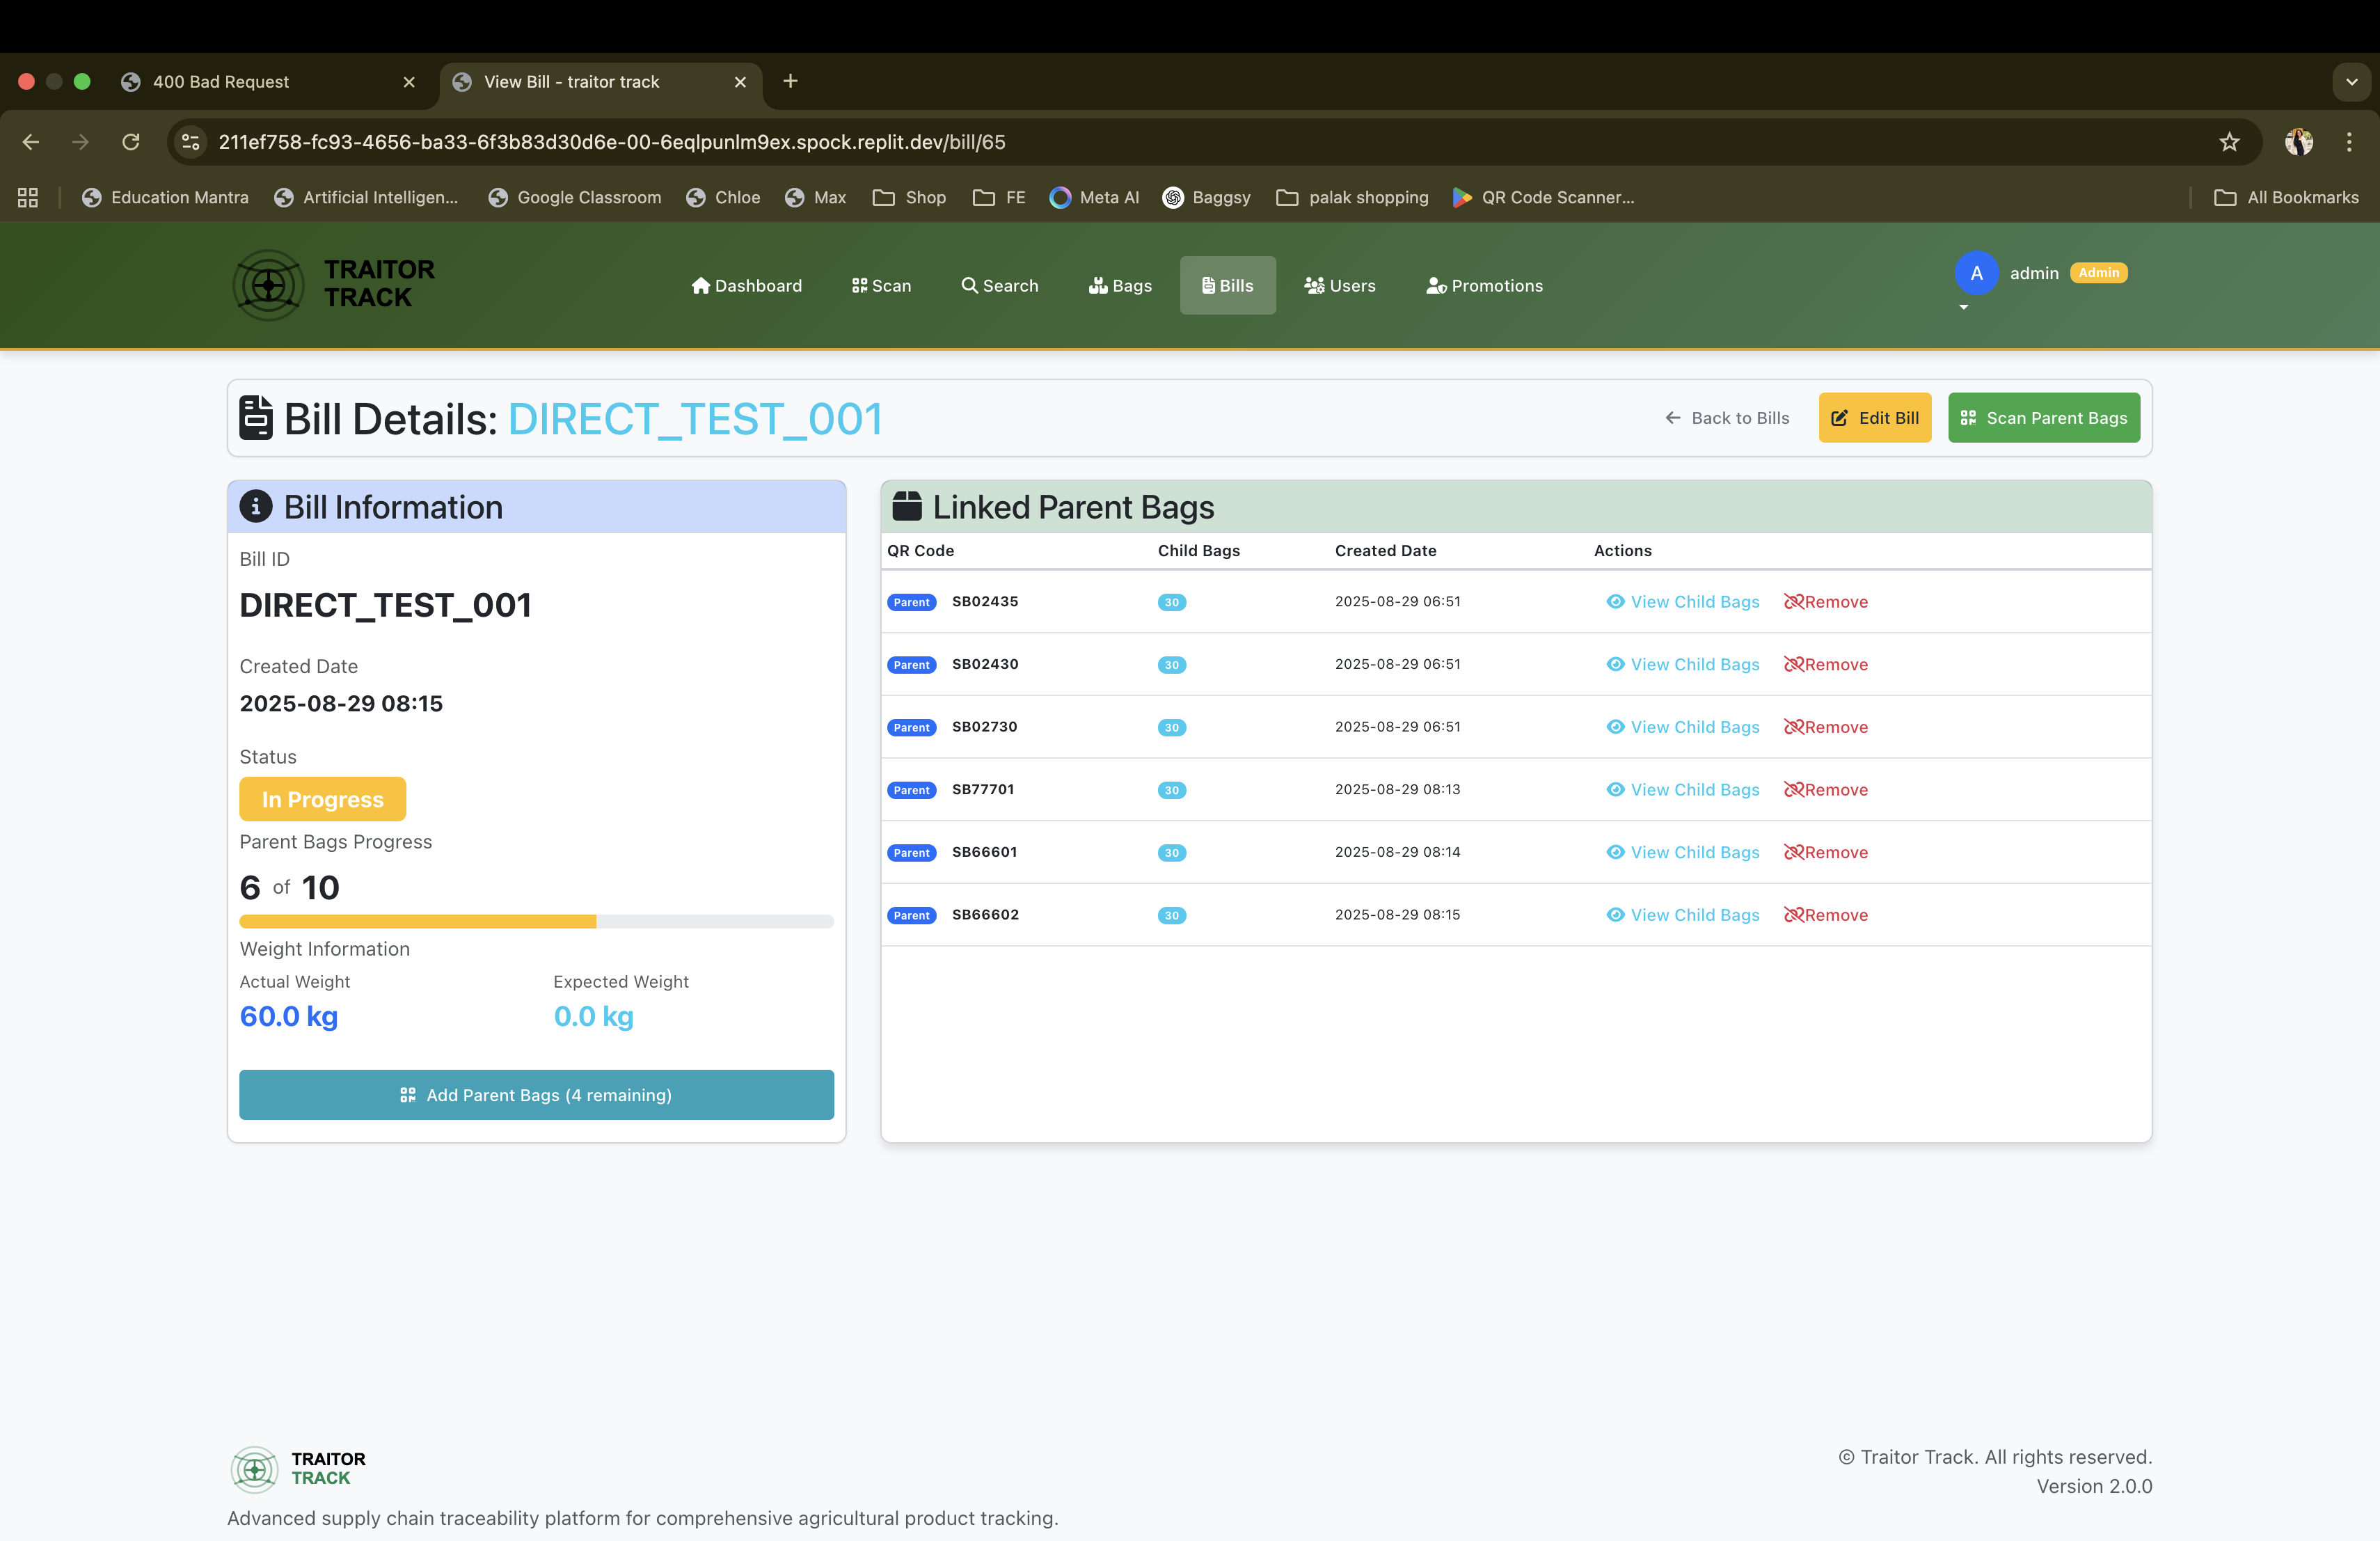 400 Bad Request
View Bill - traitor track
211ef758-fc93-4656-ba33-6f3b83d30d6e-00-6eqlpunlm9ex.spock.replit.dev/bill/65
Education Mantra Artificial Intelligen... Google Classroom Chloe Max Shop FE Meta AI Baggsy palak shopping QR Code Scanner... All Bookmarks
TRAITOR
TRACK
Dashboard Scan Search Bags Bills Users Promotions
A admin Admin
Bill Details: DIRECT_TEST_001
Back to Bills Edit Bill Scan Parent Bags
Bill Information
Bill ID
DIRECT_TEST_001
Created Date
2025-08-29 08:15
Status
In Progress
Parent Bags Progress
6 of 10
Weight Information
Actual Weight Expected Weight
60.0 kg 0.0 kg
Add Parent Bags (4 remaining)
Linked Parent Bags
QR Code Child Bags Created Date Actions
Parent SB02435 30 2025-08-29 06:51 View Child Bags Remove
Parent SB02430 30 2025-08-29 06:51 View Child Bags Remove
Parent SB02730 30 2025-08-29 06:51 View Child Bags Remove
Parent SB77701 30 2025-08-29 08:13 View Child Bags Remove
Parent SB66601 30 2025-08-29 08:14 View Child Bags Remove
Parent SB66602 30 2025-08-29 08:15 View Child Bags Remove
TRAITOR
TRACK
Advanced supply chain traceability platform for comprehensive agricultural product tracking.
© Traitor Track. All rights reserved.
Version 2.0.0